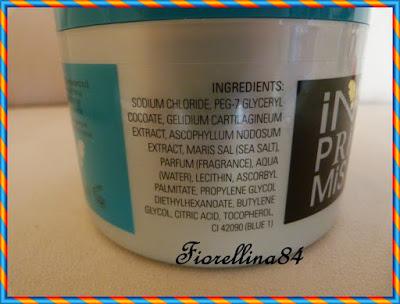 INGREDIENTS:
SODIUM CHLORIDE, PEG-7 GLYCERYL
COCOATE, GELIDIUM CARTILAGINEUM
EXTRACT, ASCOPHYLLUM NODOSUM
EXTRACT, MARIS SAL (SEA SALT),
PARFUM (FRAGRANCE), AQUA
(WATER), LECITHIN, ASCORBYL
PALMITATE, PROPYLENE GLYCOL
DIETHYLHEXANOATE, BUTYLENE
GLYCOL, CITRIC ACID, TOCOPHEROL,
CI 42090 (BLUE 1)
iN
PRi
MiS
Fiorellina84